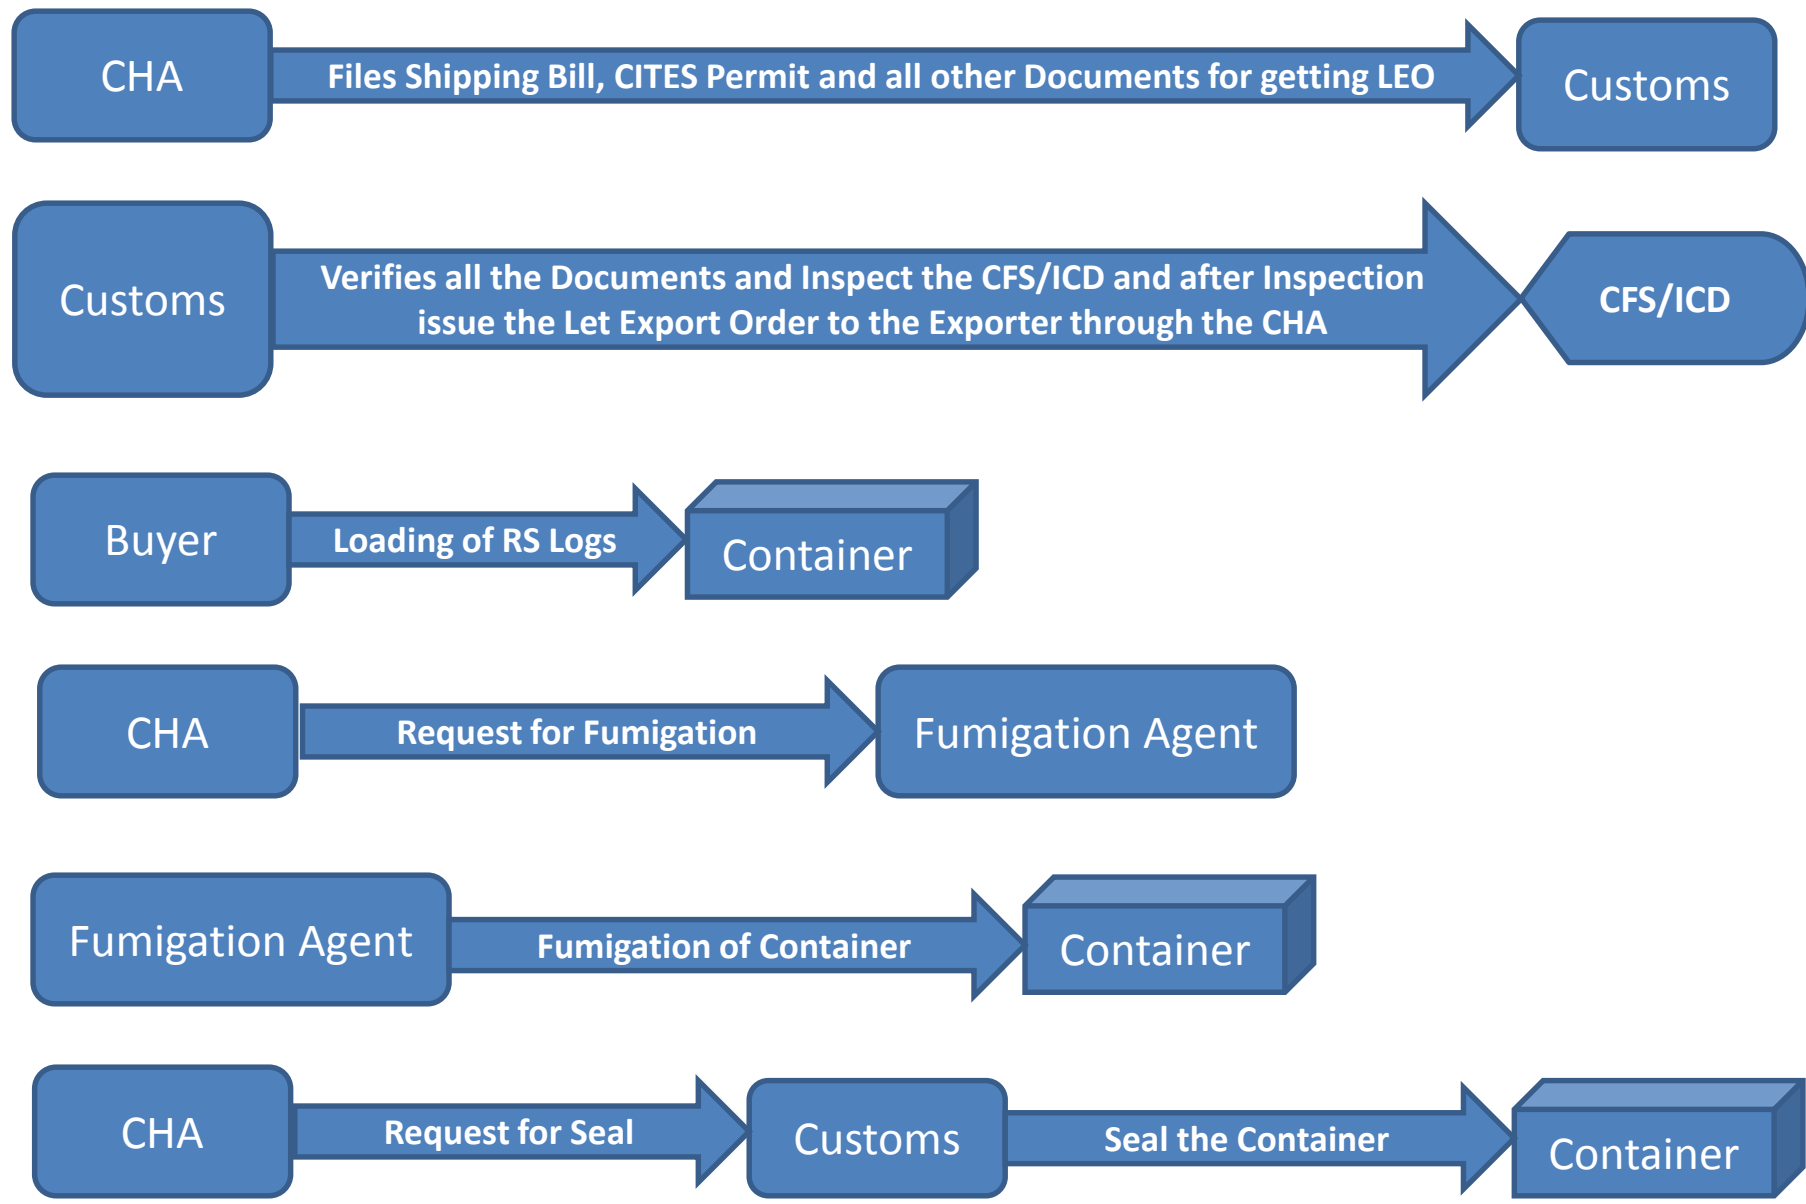 CHA
Files Shipping Bill, CITES Permit and all other Documents for getting LEO
Customs
Customs
Verifies all the Documents and Inspect the CFS/ICD and after Inspection
issue the Let Export Order to the Exporter through the CHA
CFS/ICD
Buyer
Loading of RS Logs
Container
CHA
Request for Fumigation
Fumigation Agent
Fumigation Agent
Fumigation of Container
Container
CHA
Request for Seal
Customs
Seal the Container
Container